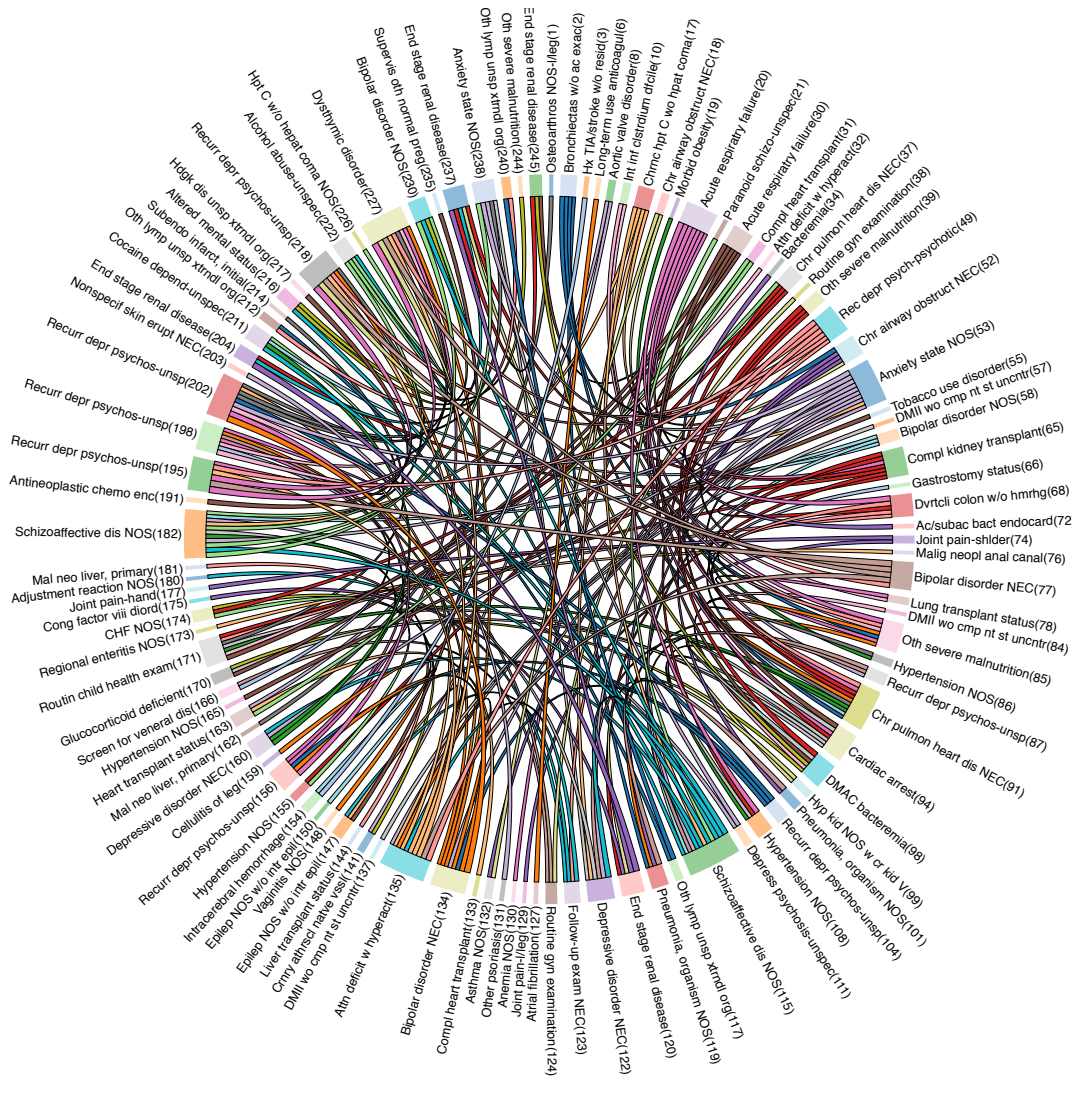 Osteoarthros NOS-l/leg(1)
Bronchiectas w/o ac exac(2)
Hx TIA/stroke w/o resid(3)
Long-term use anticoagul(6)
Aortic valve disorder(8)
Int inf clstrdium dfcile(10)
Chrnc hpt C wo hpat coma(17)
Chr airway obstruct NEC(18)
Morbid obesity(19)
Acute respiratry failure(20)
Paranoid schizo-unspec(21)
Acute respiratry failure(30)
Compl heart transplant(31)
Attn deficit w hyperact(32)
Bacteremia(34)
Chr pulmon heart dis NEC(37)
Routine gyn examination(38)
Oth severe malnutrition(39)
Rec depr psych-psychotic(49)
Chr airway obstruct NEC(52)
Anxiety state NOS(53)
Tobacco use disorder(55)
DMII wo cmp nt st uncntr(57)
Bipolar disorder NOS(58)
Compl kidney transplant(65)
Gastrostomy status(66)
Dvrtcli colon w/o hmrhg(68)
Ac/subac bact endocard(72
Joint pain-shlder(74)
Malig neopl anal canal(76)
Bipolar disorder NEC(77)
Lung transplant status(78)
DMII wo cmp nt st uncntr(84)
Oth severe malnutrition(85)
Hypertension NOS(86)
Recurr depr psychos-unsp(87)
Chr pulmon heart dis NEC(91)
Cardiac arrest(94)
DMAC bacteremia(98)
Hyp kid NOS w cr kid V(99)
Pneumonia, organism NOS(101)
Recurr depr psychos-unsp(104)
Hypertension NOS(108)
Depress psychosis-unspec(111)
Schizoaffective dis NOS(115)
Oth lymp unsp xtrndl org(117)
Pneumonia, organism NOS(119)
End stage renal disease(120)
Depressive disorder NEC(122)
Follow-up exam NEC(123)
Routine gyn examination(124)
Atrial fibrillation(127)
Joint pain-l/leg(129)
Anemia NOS(130)
Other psoriasis(131)
Asthma NOS(132)
Compl heart transplant(133)
Bipolar disorder NEC(134)
Attn deficit w hyperact(135)
DMII wo cmp nt st uncntr(137)
Crnry athrscl natve vssl(141)
Liver transplant status(144)
Epilep NOS w/o intr epil(147)
Vaginitis NOS(148)
Epilep NOS w/o intr epil(150)
Intracerebral hemorrhage(154)
Hypertension NOS(155)
Recurr depr psychos-unsp(156)
Cellulitis of leg(159)
Depressive disorder NEC(160)
Mal neo liver, primary(162)
Heart transplant status(163)
Hypertension NOS(165)
Screen for veneral dis(166)
Glucocorticoid deficient(170)
Routin child health exam(171)
Regional enteritis NOS(173)
CHF NOS(174)
Cong factor viii diord(175)
Joint pain-hand(177)
Adjustment reaction NOS(180)
Mal neo liver, primary(181)
Schizoaffective dis NOS(182)
Antineoplastic chemo enc(191)
Recurr depr psychos-unsp(195)
Recurr depr psychos-unsp(198)
Recurr depr psychos-unsp(202)
Nonspecif skin erupt NEC(203)
End stage renal disease(204)
Cocaine depend-unspec(211)
Oth lymp unsp xtrndl org(212)
Subendo infarct, initial(214)
Altered mental status(216)
Hdgk dis unsp xtrndl org(217)
Recurr depr psychos-unsp(218)
Alcohol abuse-unspec(222)
Hpt C w/o hepat coma NOS(226)
Dysthymic disorder(227)
Bipolar disorder NOS(230)
Supervis oth normal preg(235)
End stage renal disease(237)
Anxiety state NOS(238)
Oth lymp unsp xtrndl org(240)
Oth severe malnutrition(244)
End stage renal disease(245)